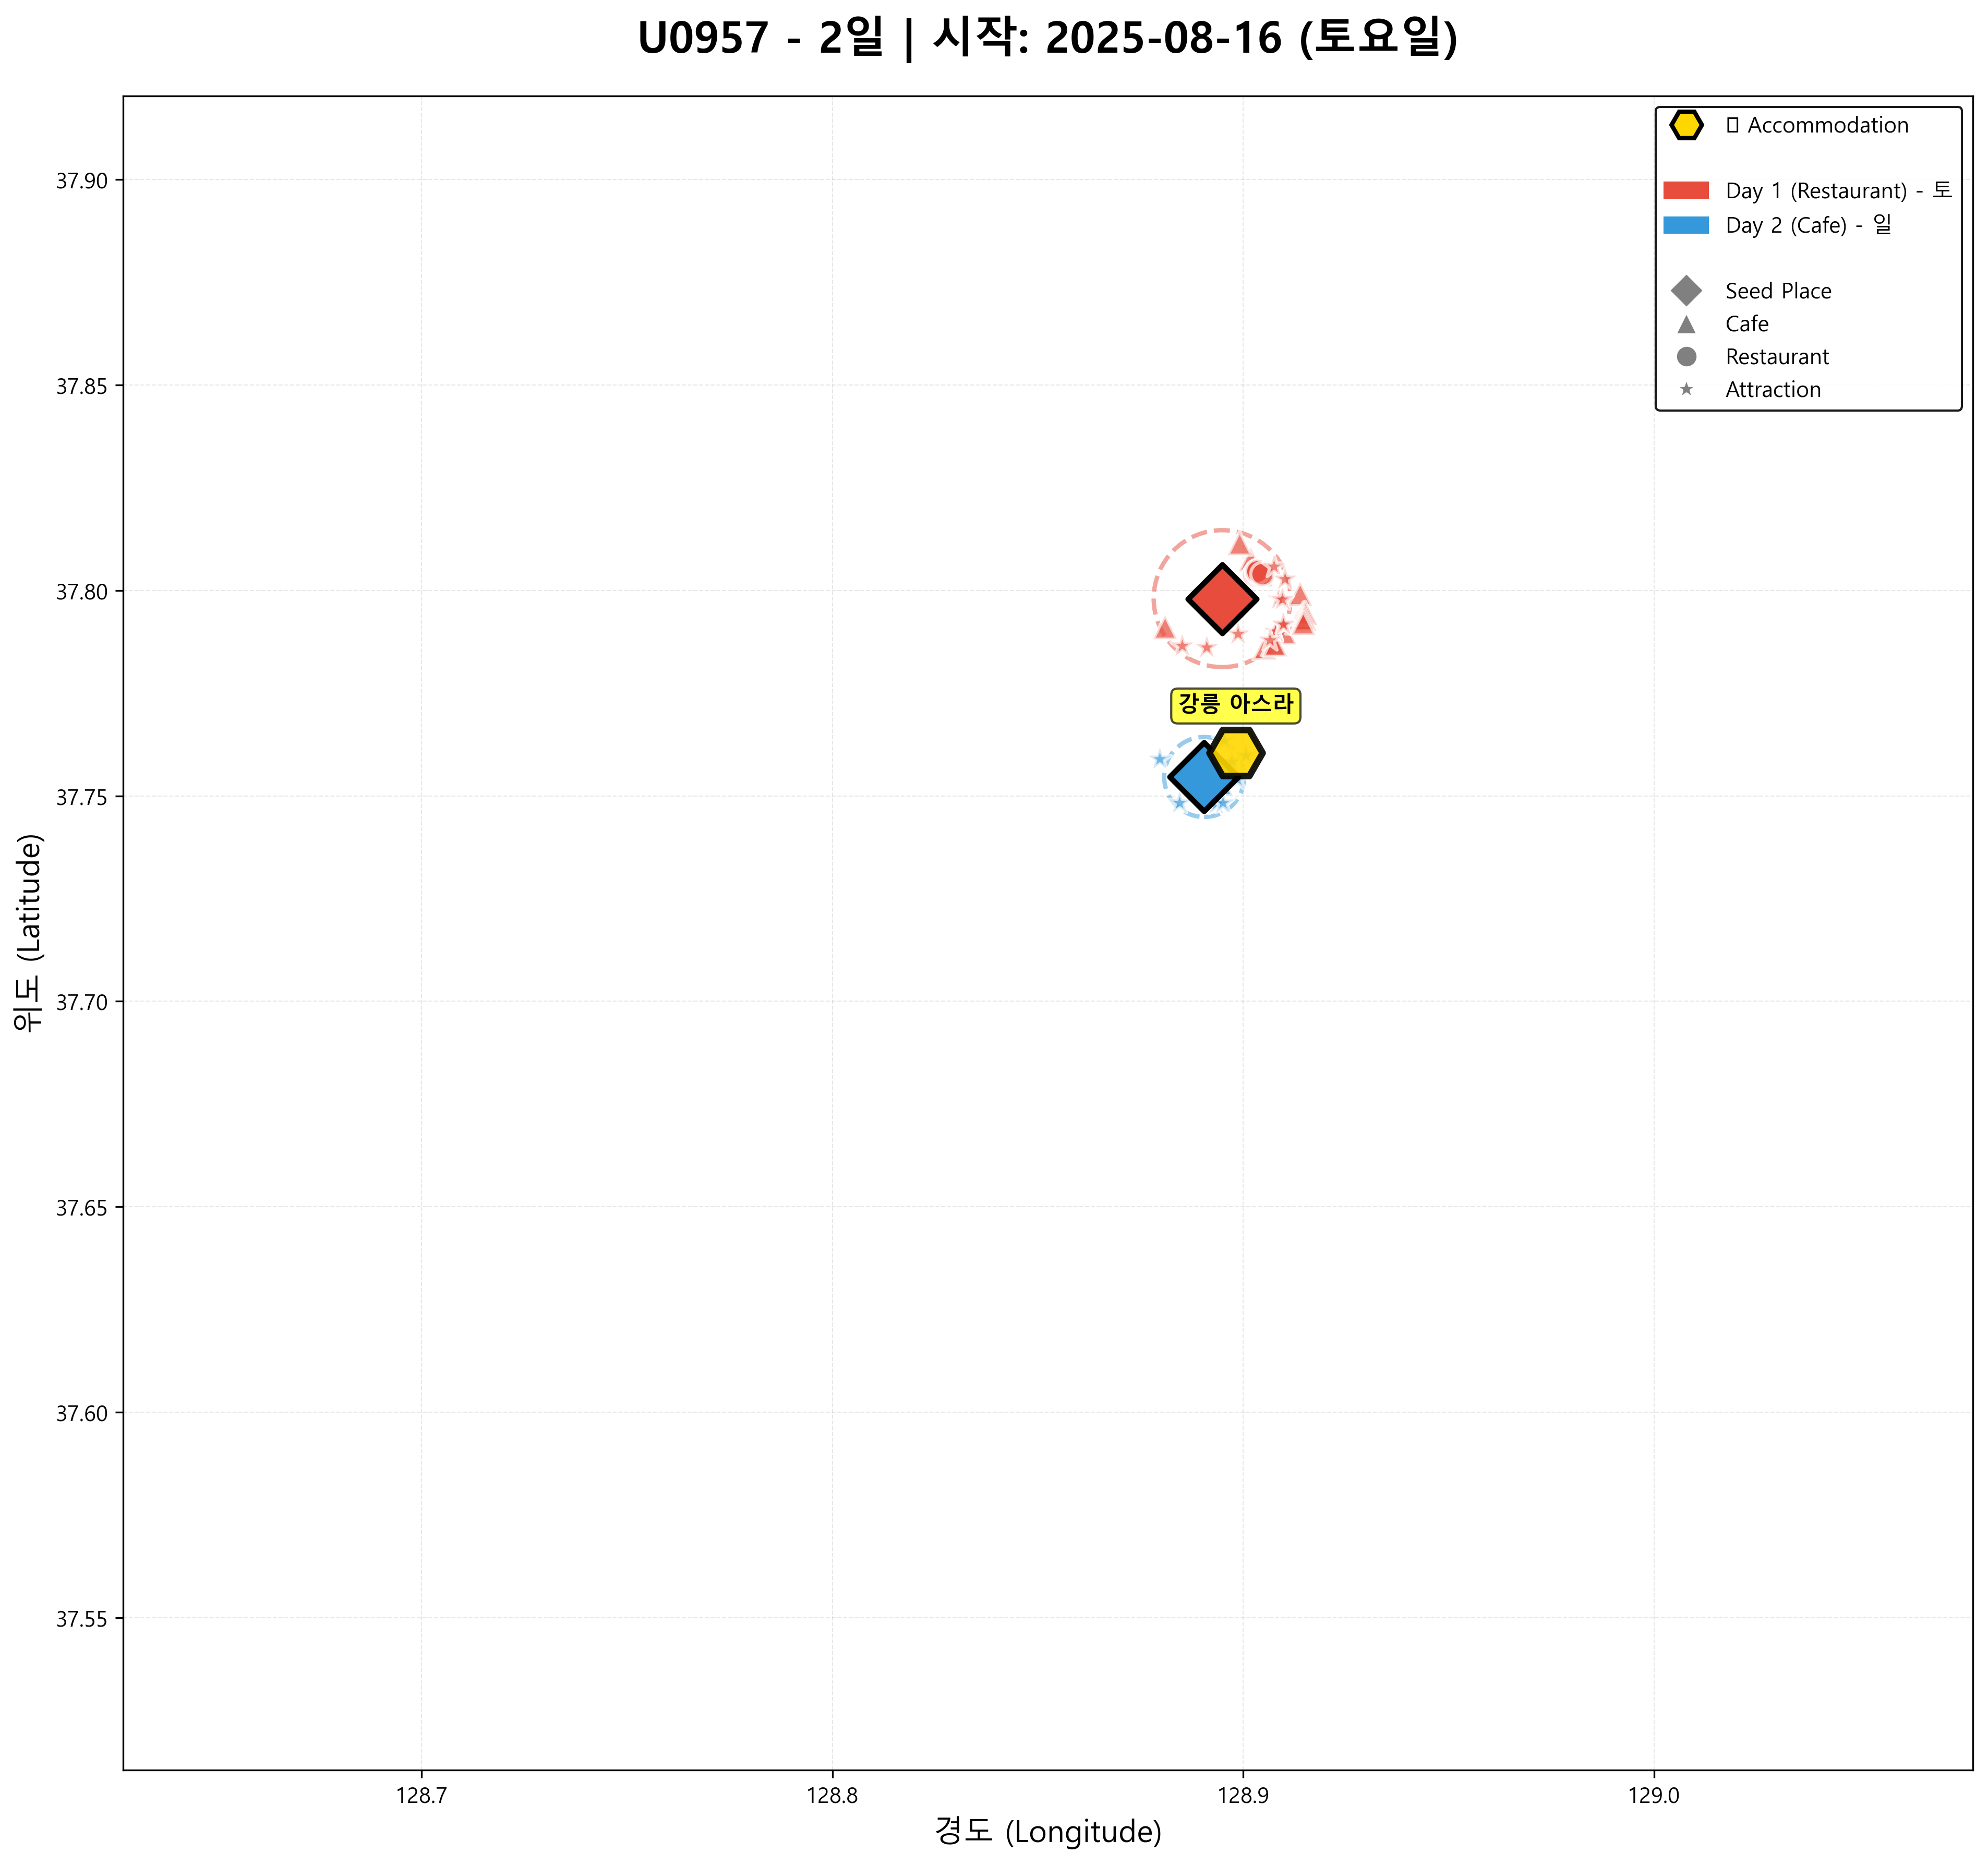 U0957 - 2일 | 시작: 2025-08-16 (토요일)
Accommodation
Day 1 (Restaurant) - 토
Day 2 (Cafe) - 일
Seed Place
Cafe
Restaurant
Attraction
37.90
37.85
37.80
강릉 아스라
37.75
위도 (Latitude)
37.70
37.65
37.60
37.55
128.7
128.8
128.9
129.0
경도 (Longitude)